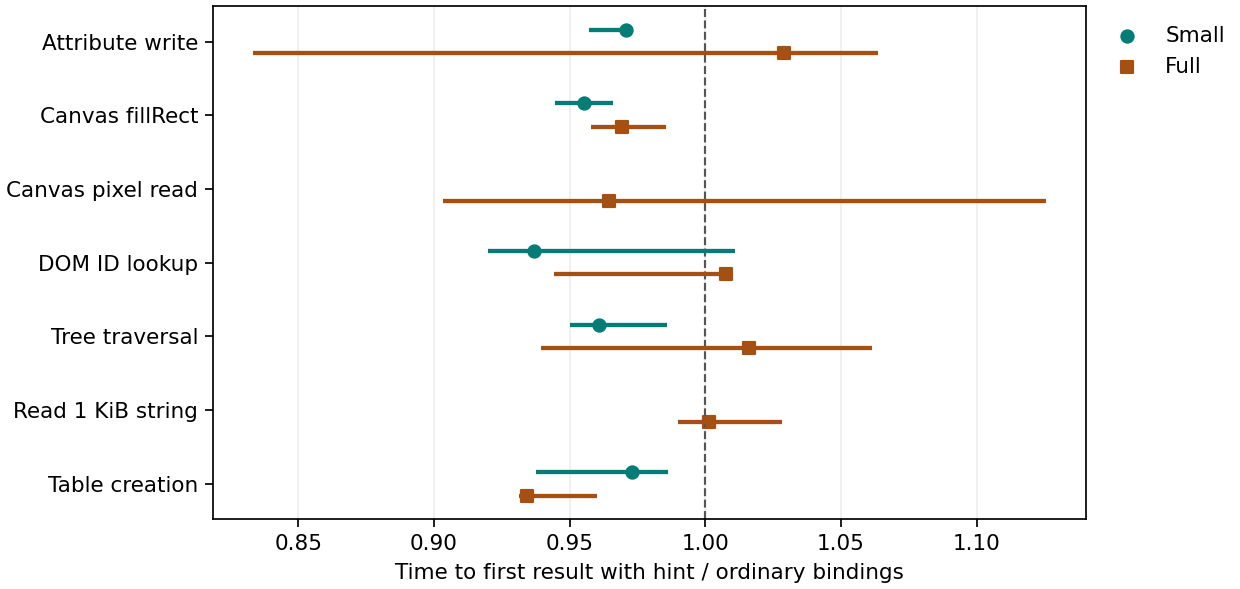 Attribute write
Canvas fillRect
Canvas pixel read
DOM ID lookup
Tree traversal
Read 1 KiB string
Table creation
0.85 0.90 0.95 1.00 1.05 1.10
Time to first result with hint / ordinary bindings
Small
Full